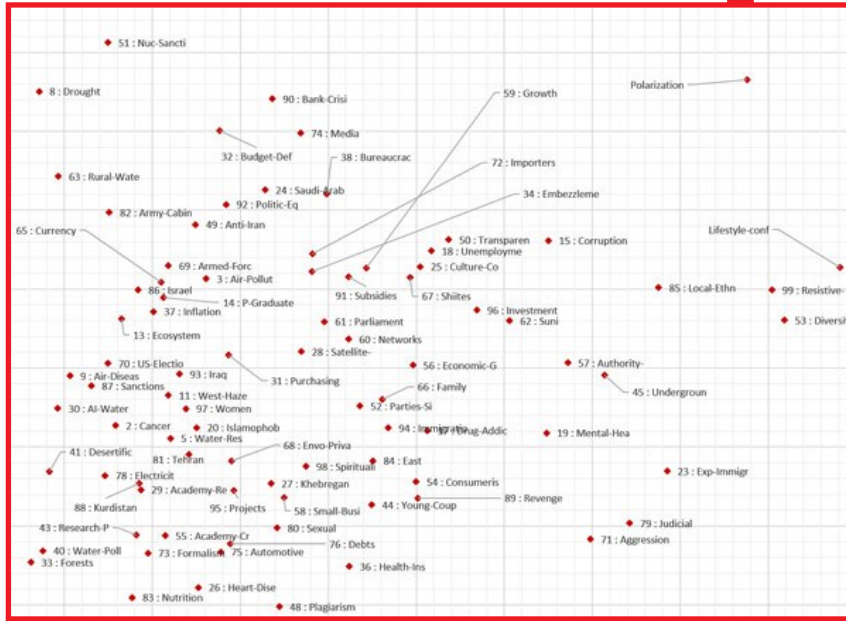 51 : Nuc-Sancti
Polarization
8 : Drought
59 : Growth
90 : Bank-Crisi
74 : Media
32 : Budget-Def
38 : Bureaucrac
72 : Importers
63 : Rural-Wate
24 : Saudi-Arab
34 : Embezzleme
92 : Politic-Eq
82 : Army-Cabin
49 : Anti-Iran
65 : Currency
Lifestyle-conf
50 : Transparen
15 : Corruption
18 : Unemployme
69 : Armed-Forc
25 : Culture-Co
3 : Air-Pollut
86 : Israel
85 : Local-Ethn
99 : Resistive-
91 : Subsidies
67 : Shiites
14 : P-Graduate
37 : Inflation
96 : Investment
61 : Parliament
62 : Suni
53 : Diversit
13 : Ecosystem
60 : Networks
28 : Satellite-
70 : US-Electio
56 : Economic-G
57 : Authority-
9 : Air-Diseas
93 : Iraq
31 : Purchasing
87 : Sanctions
66 : Family
45 : Undergroun
11 : West-Haze
30 : Al-Water
97 : Women
52 : Parties-Si
2 : Cancer
20 : Islamophob
94 : Immigratio
17 : Drug-Addic
19 : Mental-Hea
5 : Water-Res
68 : Envo-Priva
41 : Desertific
81 : Tehran
98 : Spirituali
84 : East
23 : Exp-Immigr
78 : Electricit
27 : Khebregan
54 : Consumeris
29 : Academy-Re
89 : Revenge
88 : Kurdistan
95 : Projects
58 : Small-Busi
44 : Young-Coup
43 : Research-P
80 : Sexual
79 : Judicial
55 : Academy-Cr
76 : Debts
71 : Aggression
40 : Water-Poll
73 : Formalism
75 : Automotive
33 : Forests
36 : Health-Ins
26 : Heart-Dise
83 : Nutrition
48 : Plagiarism